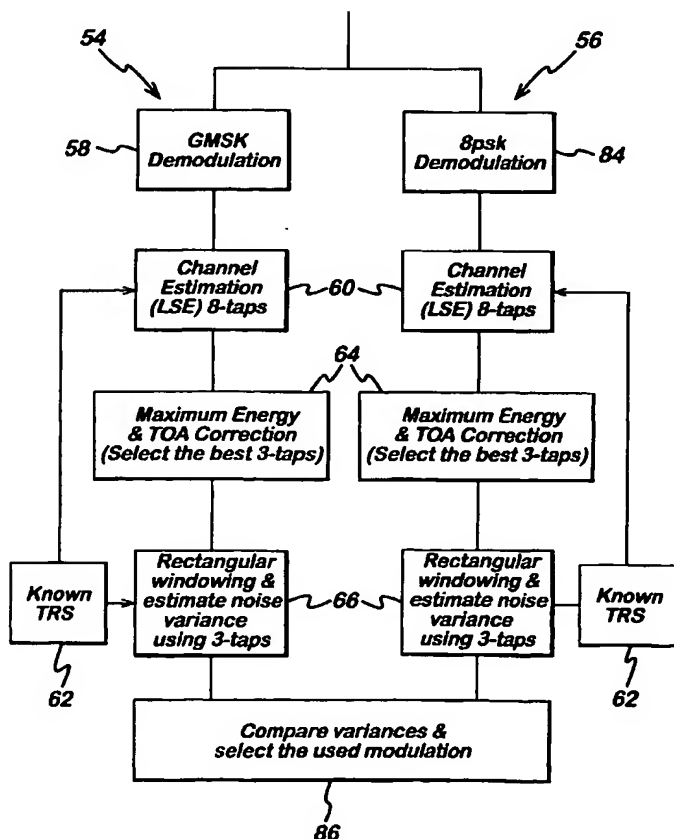 54
56
58
GMSK
Demodulation
8psk
Demodulation
84
Channel
Estimation
(LSE) 8-taps
60
Channel
Estimation
(LSE) 8-taps
64
Maximum Energy
& TOA Correction
(Select the best 3-taps)
Maximum Energy
& TOA Correction
(Select the best 3-taps)
Known
TRS
62
Rectangular
windowing &
estimate noise
variance
using 3-taps
66
Rectangular
windowing &
estimate noise
variance
using 3-taps
Known
TRS
62
Compare variances &
select the used modulation
86